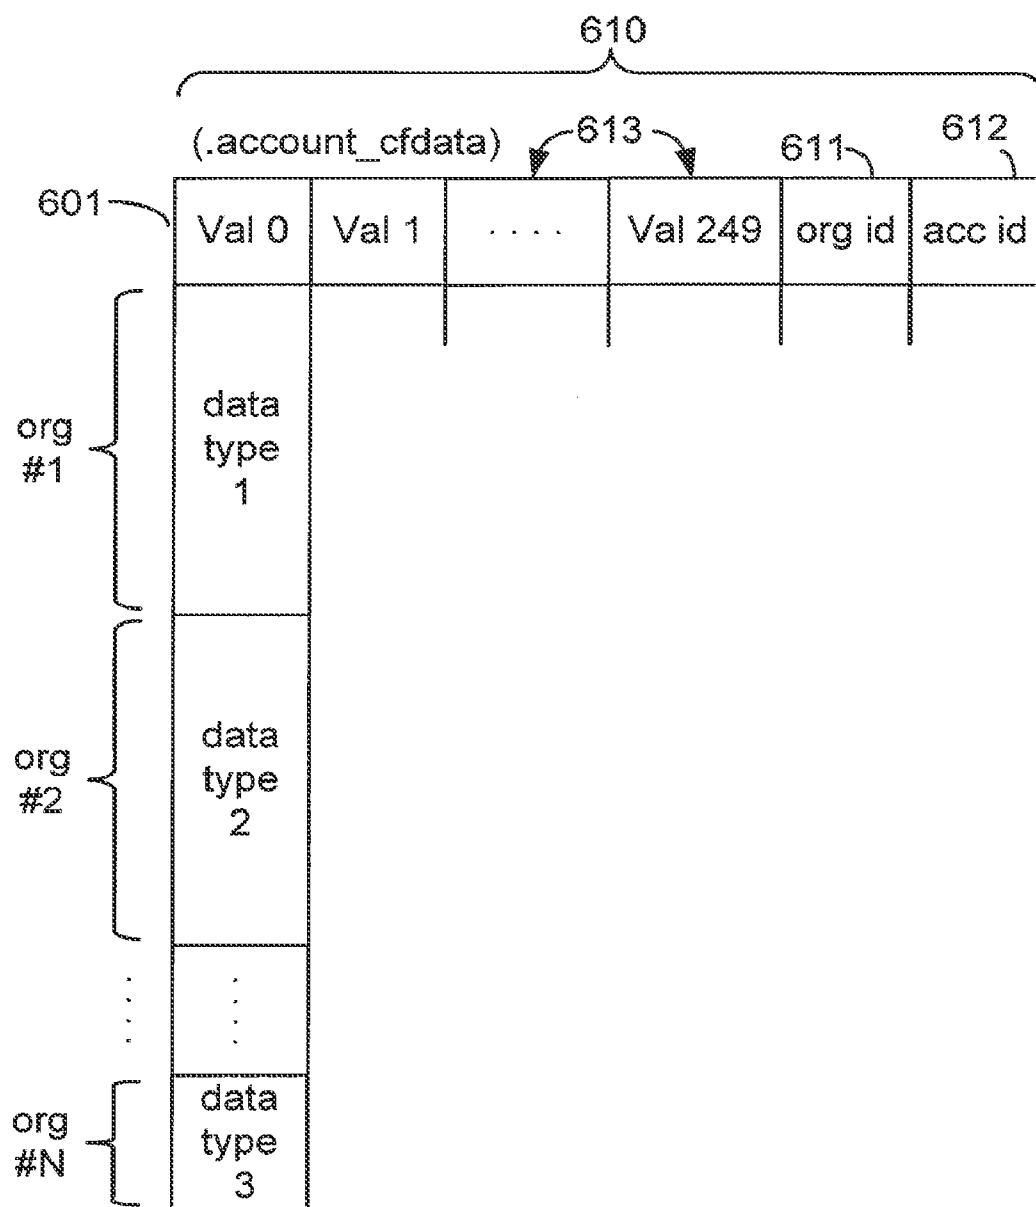 610
(.account_cfdata)
613
611
612
601
Val 0 Val 1 . . . . Val 249 org id acc id
org
#1
data
type
1
org
#2
data
type
2
. . . . . . . .
org
#N
data
type
3